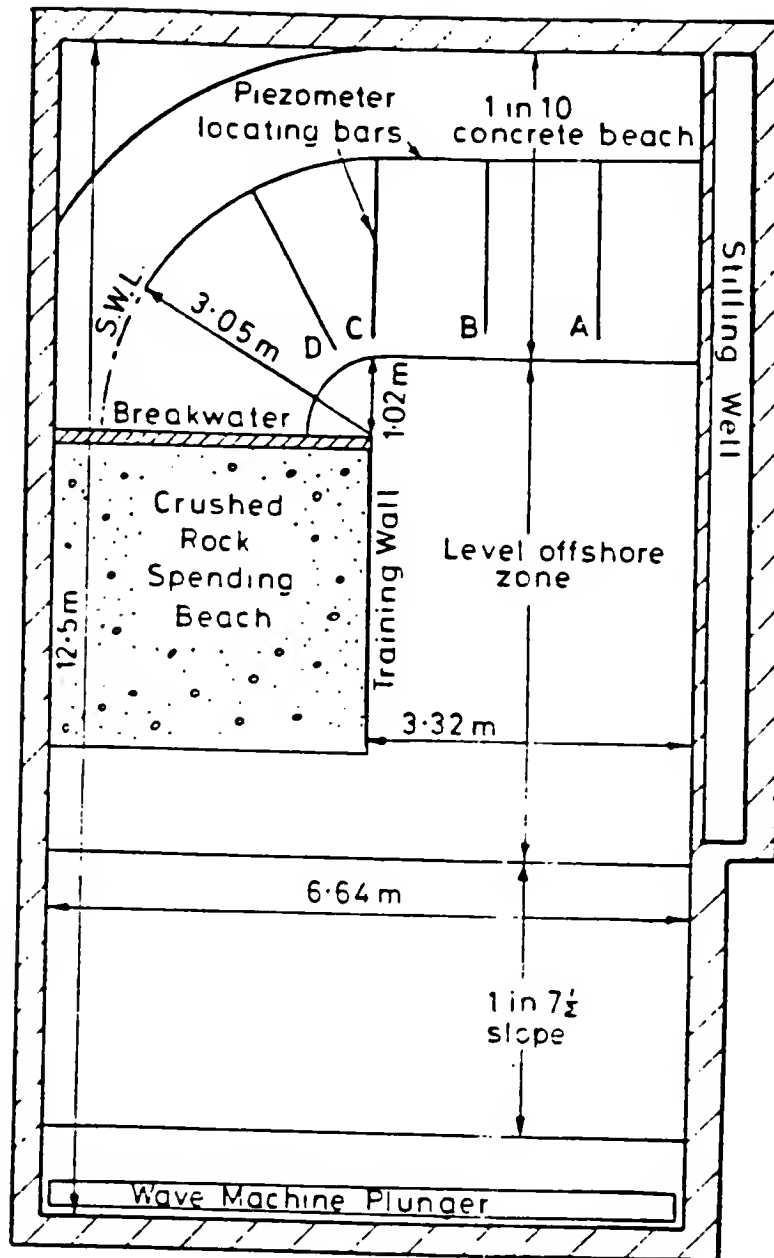 Piezometer
locating bars
1 in 10
concrete beach
Stilling Well
S.W.L.
3·05 m
D
C
B
A
1·02 m
Breakwater
Crushed
Rock
Spending
Beach
Training Wall
Level offshore
zone
12·5 m
3·32 m
6·64 m
1 in 7½
slope
Wave Machine Plunger